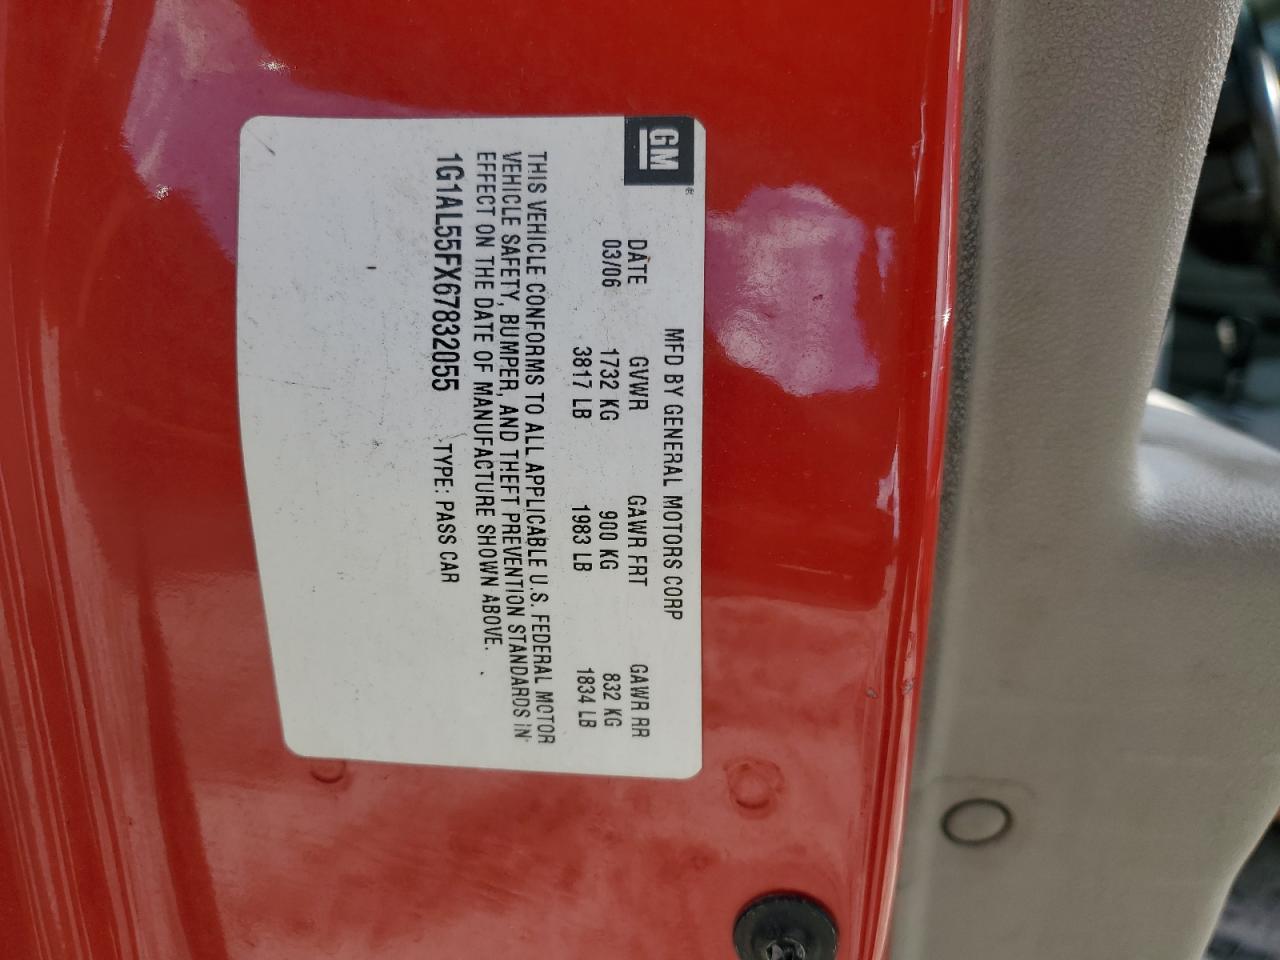 GM
MFD BY GENERAL MOTORS CORP
DATE GVWR GAWR FRT GAWR RR
03/06 1732 KG 900 KG 832 KG
3817 LB 1983 LB 1834 LB
THIS VEHICLE CONFORMS TO ALL APPLICABLE U.S. FEDERAL MOTOR
VEHICLE SAFETY, BUMPER, AND THEFT PREVENTION STANDARDS IN
EFFECT ON THE DATE OF MANUFACTURE SHOWN ABOVE.
1G1AL55FX67832055 TYPE: PASS CAR